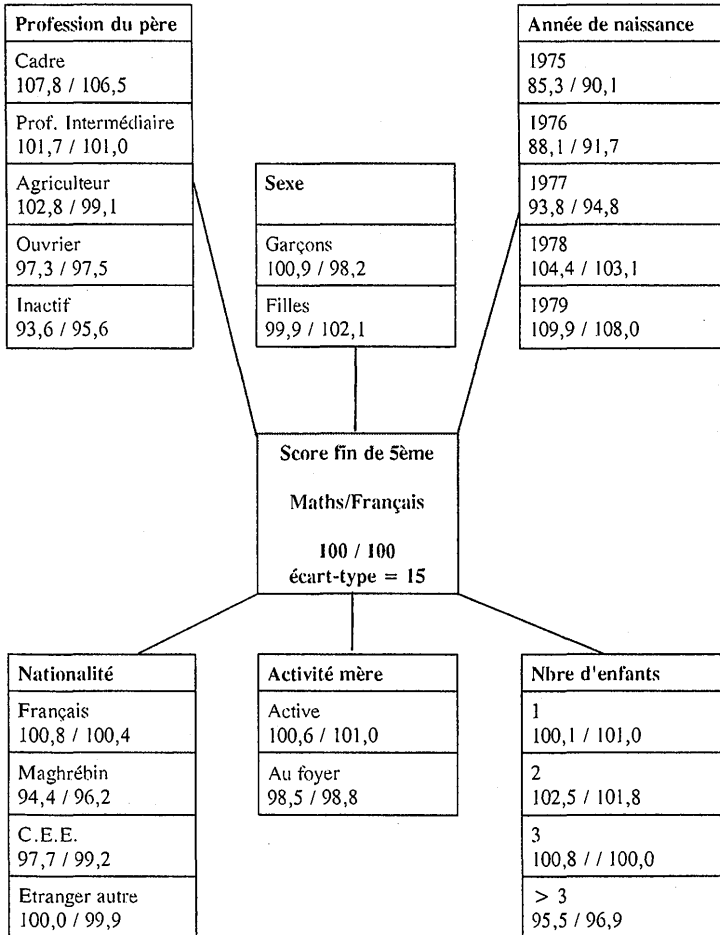 Profession du père
Cadre
107,8 / 106,5
Prof. Intermédiaire
101,7 / 101,0
Agriculteur
102,8 / 99,1
Ouvrier
97,3 / 97,5
Inactif
93,6 / 95,6
Sexe
Garçons
100,9 / 98,2
Filles
99,9 / 102,1
Année de naissance
1975
85,3 / 90,1
1976
88,1 / 91,7
1977
93,8 / 94,8
1978
104,4 / 103,1
1979
109,9 / 108,0
Score fin de 5ème
Maths/Français
100 / 100
écart-type = 15
Nationalité
Français
100,8 / 100,4
Maghrébin
94,4 / 96,2
C.E.E.
97,7 / 99,2
Etranger autre
100,0 / 99,9
Activité mère
Active
100,6 / 101,0
Au foyer
98,5 / 98,8
Nbre d'enfants
1
100,1 / 101,0
2
102,5 / 101,8
3
100,8 / / 100,0
> 3
95,5 / 96,9